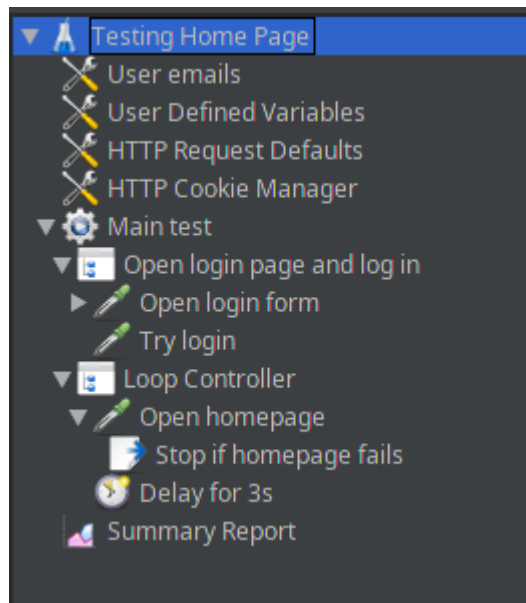 Testing Home Page
User emails
User Defined Variables
HTTP Request Defaults
HTTP Cookie Manager
Main test
Open login page and log in
Open login form
Try login
Loop Controller
Open homepage
Stop if homepage fails
Delay for 3s
Summary Report